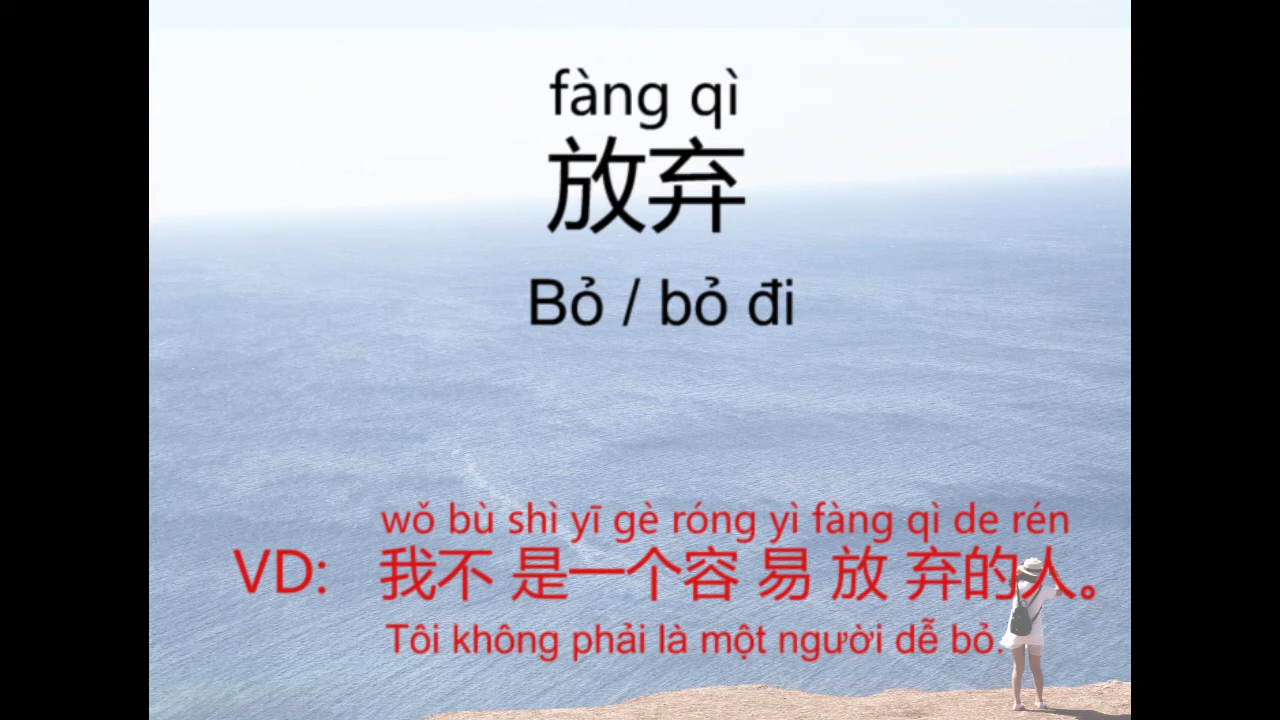 fàng qì
放弃
Bỏ / bỏ đi
wǒ bù shì yī gè róng yì fàng qì de rén
VD: 我不 是一个容 易 放 弃的人。
Tôi không phải là một người dễ bỏ.